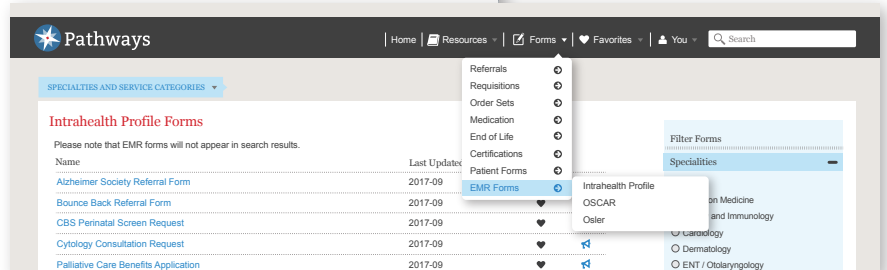 Pathways
Home Resources Forms Favorites You Search
SPECIALTIES AND SERVICE CATEGORIES
Referrals
Requisitions
Order Sets
Medication
End of Life
Certifications
Patient Forms
EMR Forms
Intrahealth Profile
OSCAR
Osler
Intrahealth Profile Forms
Please note that EMR forms will not appear in search results.
Name Last Updated
Alzheimer Society Referral Form 2017-09
Bounce Back Referral Form 2017-09
CBS Perinatal Screen Request 2017-09
Cytology Consultation Request 2017-09
Palliative Care Benefits Application 2017-09
Filter Forms
Specialities
on Medicine
and Immunology
Cardiology
Dermatology
ENT / Otolaryngology